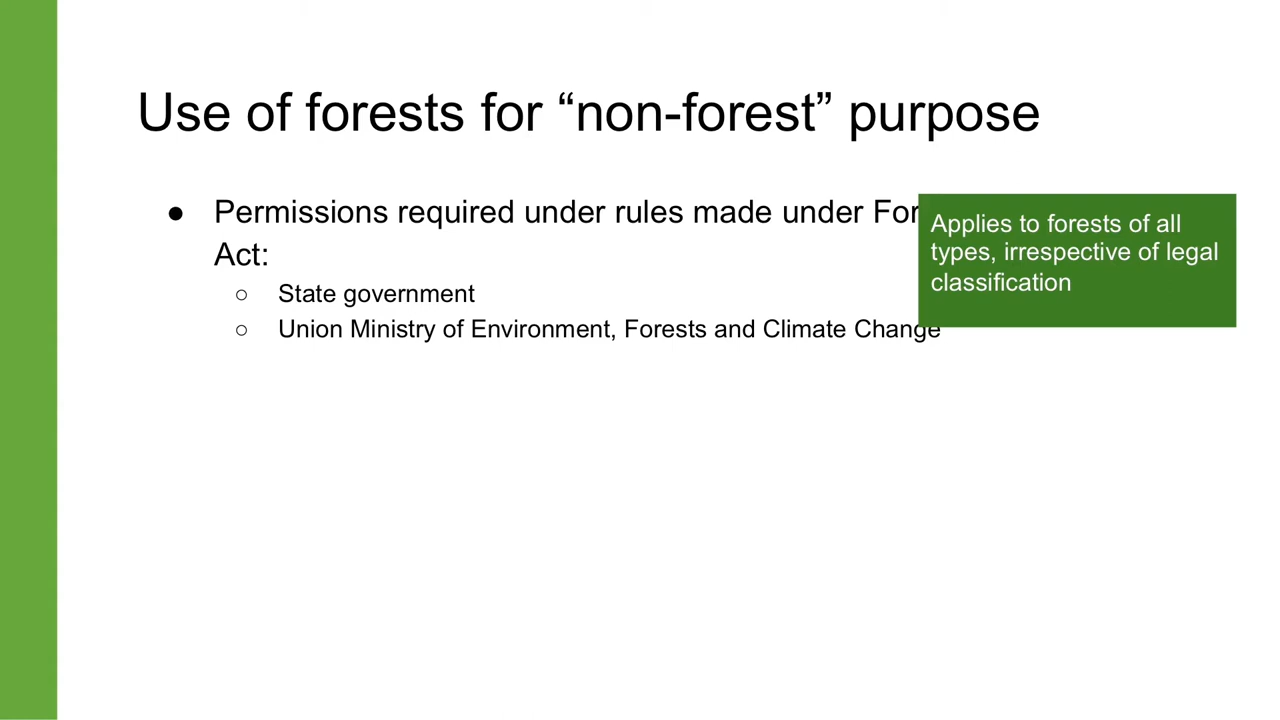 Use of forests for “non-forest” purpose
● Permissions required under rules made under
Act:
○ State government
○ Union Ministry of Environment, Forests and Climate Change
Applies to forests of all
types, irrespective of legal
classification